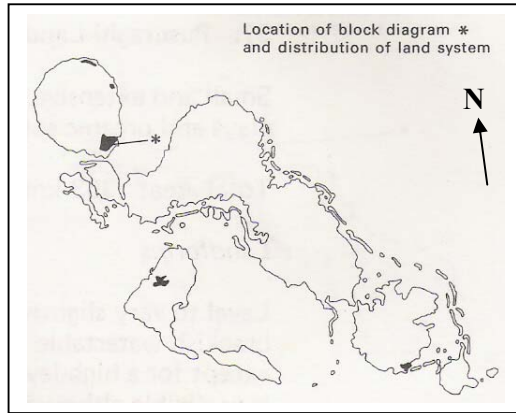 Location of block diagram *
and distribution of land system
N
*